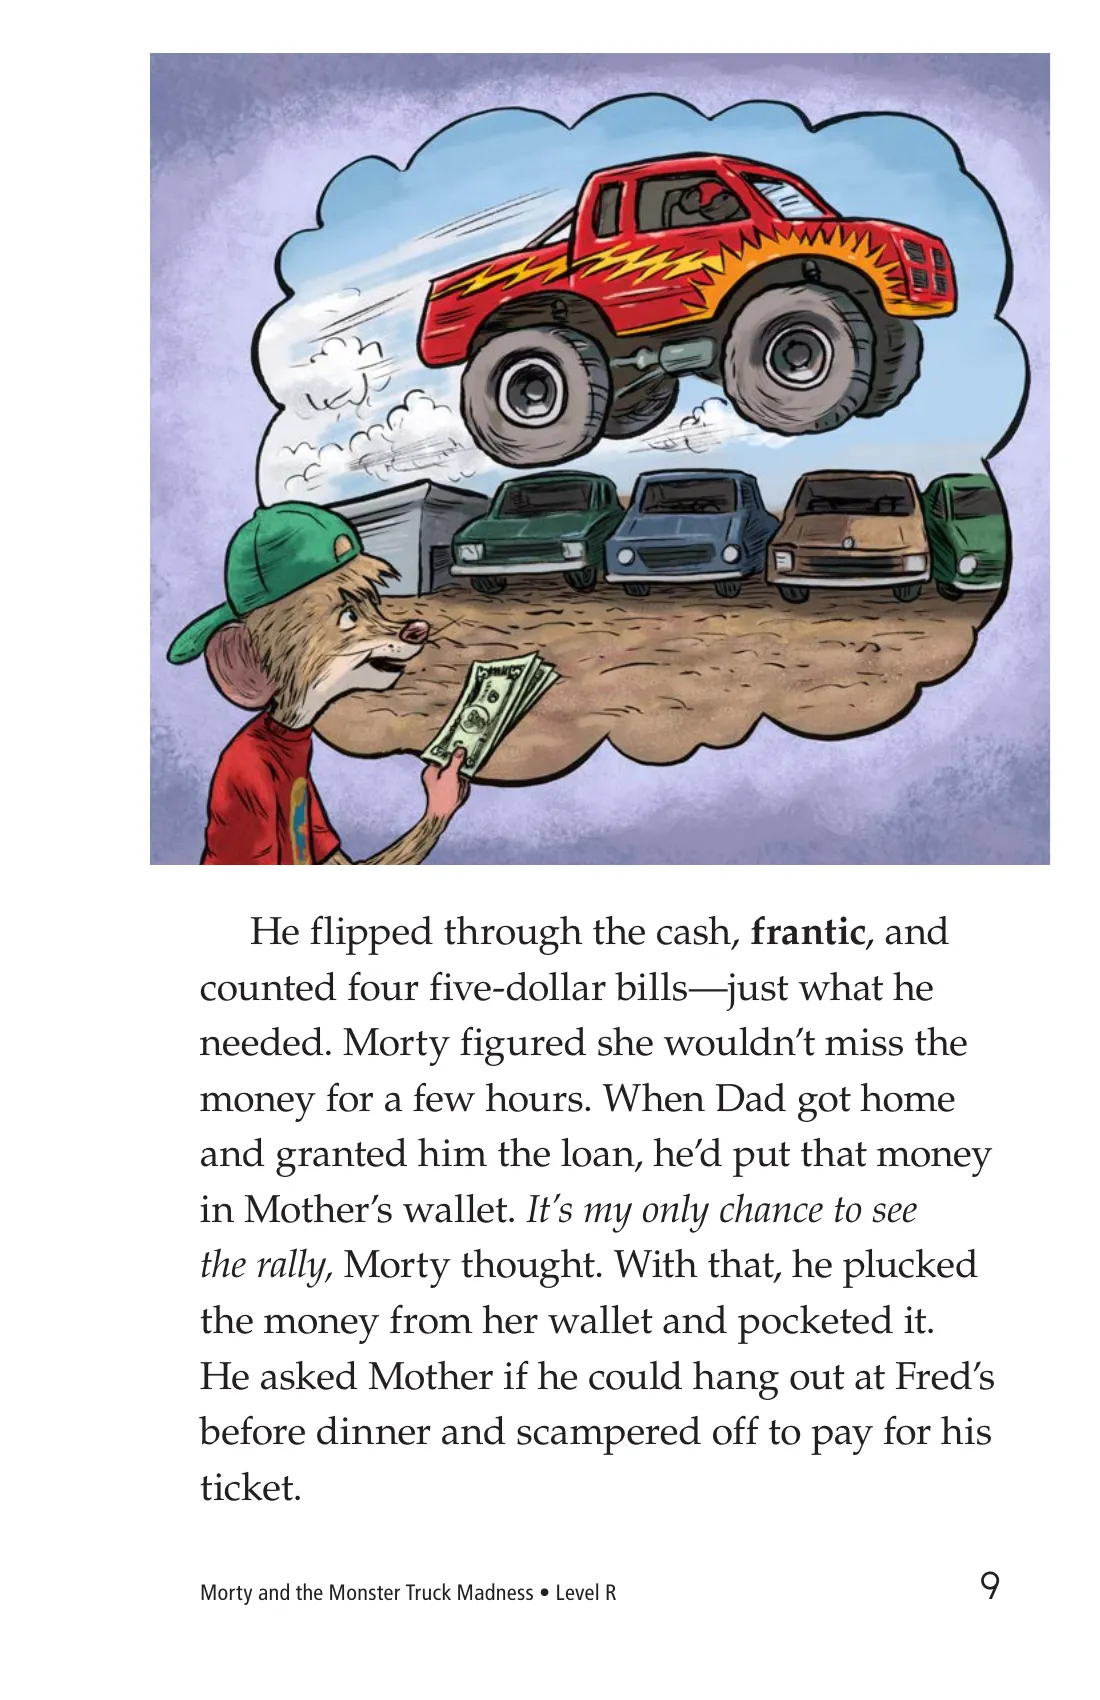 He flipped through the cash, frantic, and
counted four five-dollar bills—just what he
needed. Morty figured she wouldn’t miss the
money for a few hours. When Dad got home
and granted him the loan, he’d put that money
in Mother’s wallet. It’s my only chance to see
the rally, Morty thought. With that, he plucked
the money from her wallet and pocketed it.
He asked Mother if he could hang out at Fred’s
before dinner and scampered off to pay for his
ticket.
Morty and the Monster Truck Madness • Level R
9